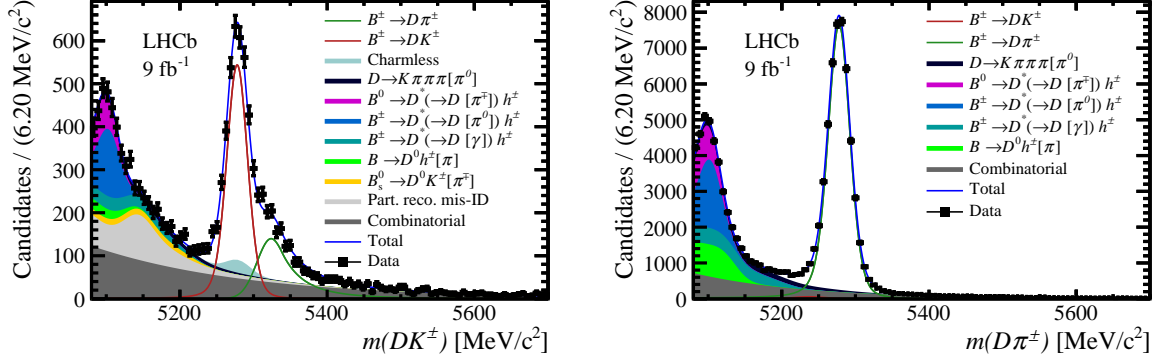 Candidates / (6.20 MeV/c²)
600
500
400
300
200
100
0
LHCb
9 fb⁻¹
B± → Dπ±
B± → DK±
Charmless
D→Kπππ[π⁰]
B⁰ → D*(→D [π∓]) h±
B± → D*(→D [π⁰]) h±
B± → D*(→D [γ]) h±
B → D⁰h±[π]
B⁰ₛ → D⁰K±[π∓]
Part. reco. mis-ID
Combinatorial
Total
Data
5200
5400
5600
m(DK±) [MeV/c²]
Candidates / (6.20 MeV/c²)
8000
7000
6000
5000
4000
3000
2000
1000
0
LHCb
9 fb⁻¹
B± → DK±
B± → Dπ±
D→Kπππ[π⁰]
B⁰ → D*(→D [π∓]) h±
B± → D*(→D [π⁰]) h±
B± → D*(→D [γ]) h±
B → D⁰h±[π]
Combinatorial
Total
Data
5200
5400
5600
m(Dπ±) [MeV/c²]